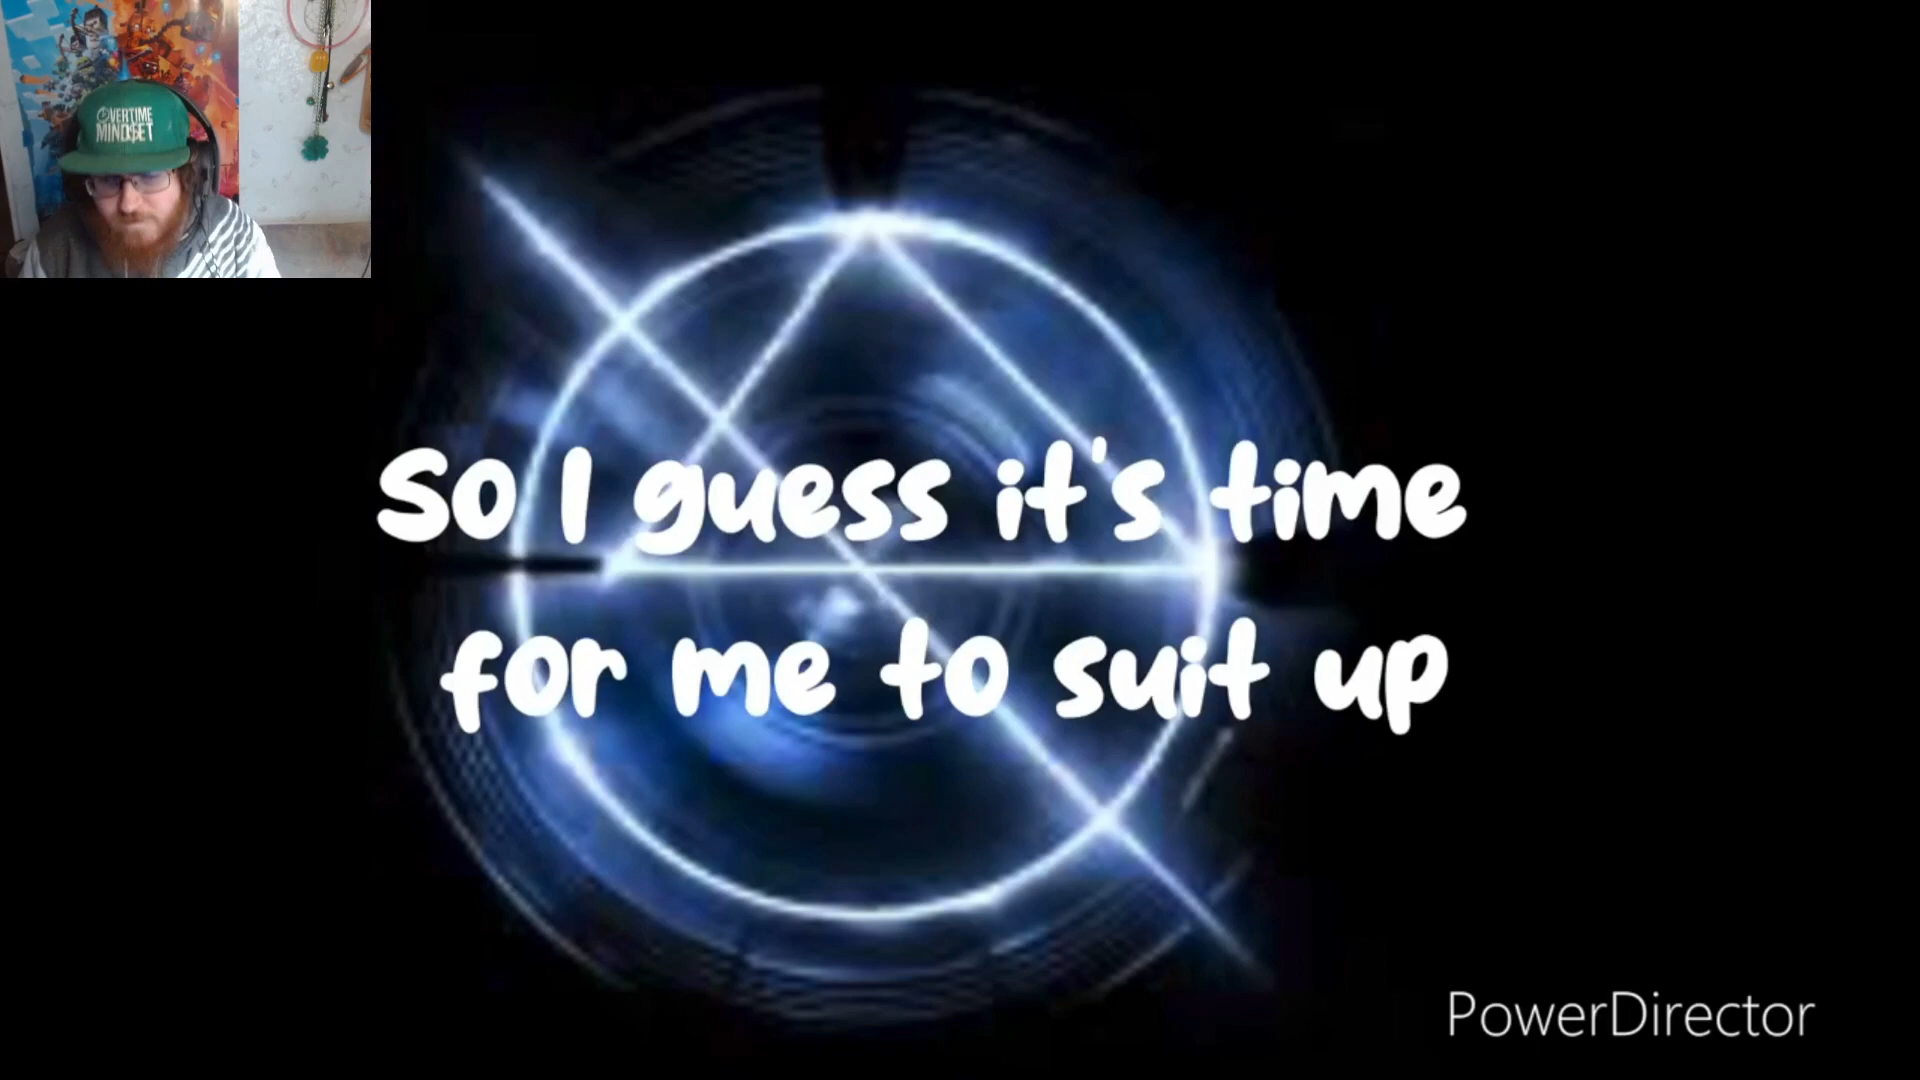 OVERTIME
MINDSET
So I guess it's time
for me to suit up
PowerDirector